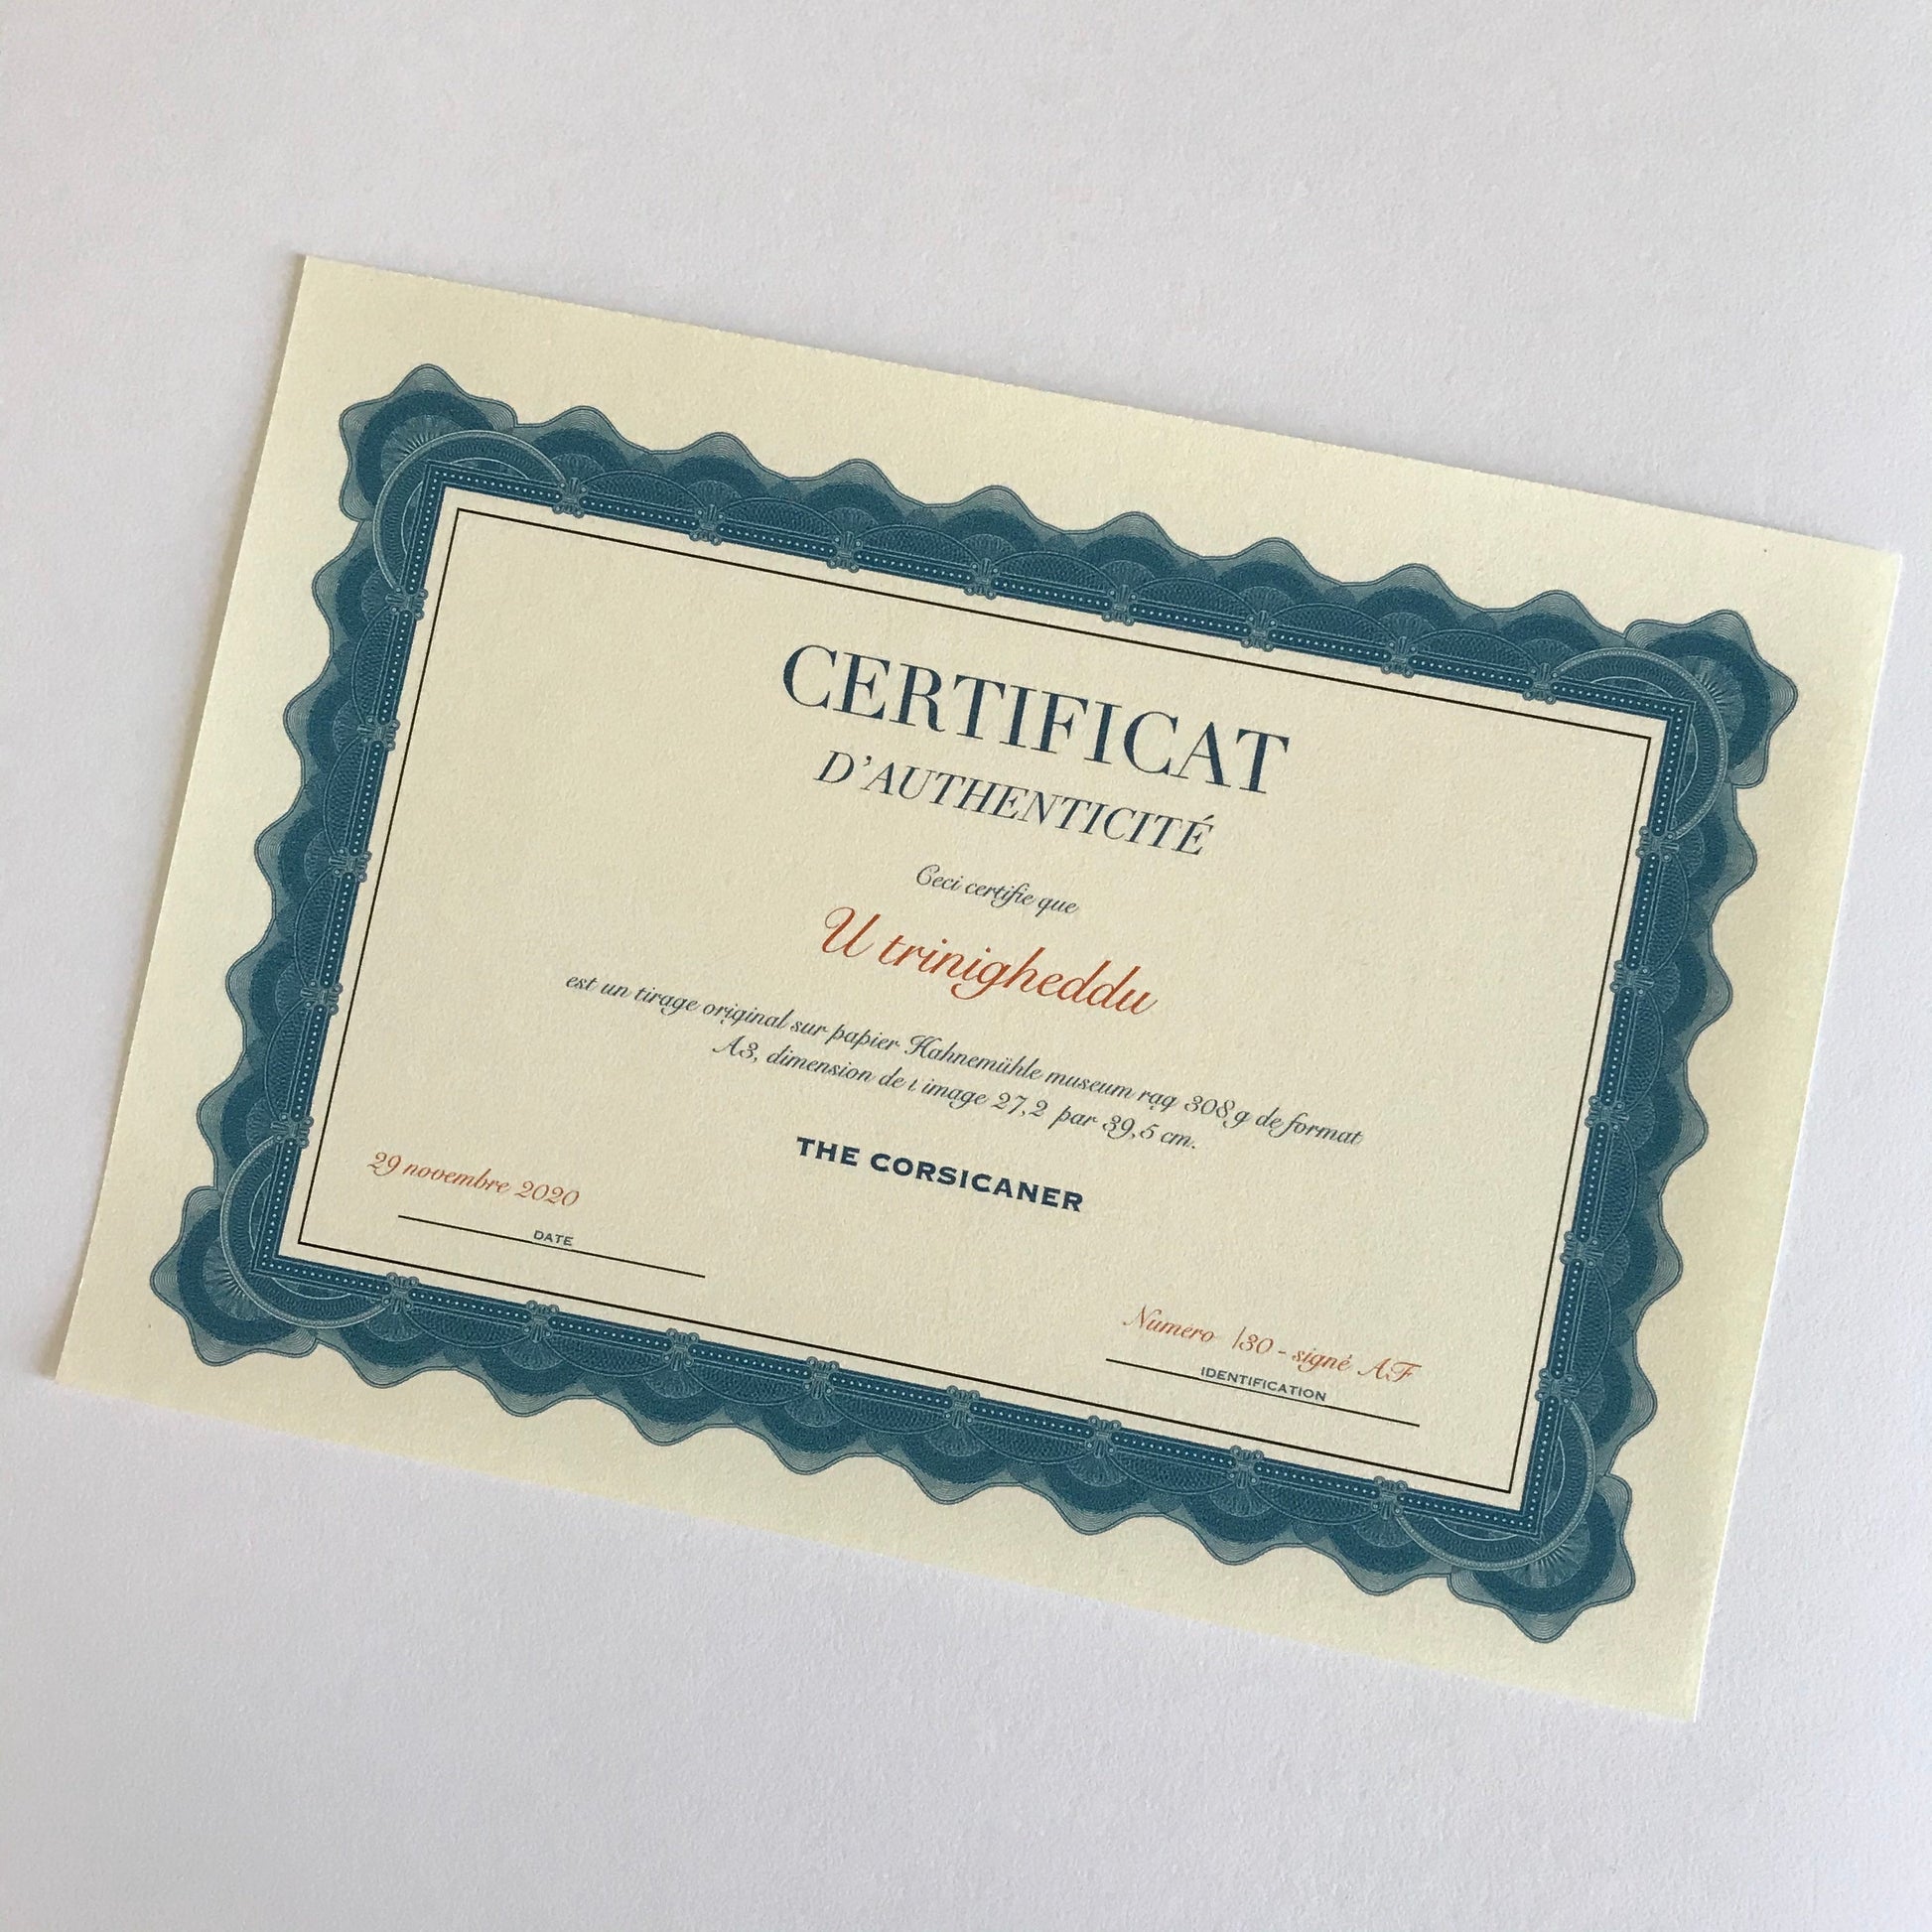 CERTIFICAT
D'AUTHENTICITÉ
Ceci certifie que
U trinigheddu
est un tirage original sur papier Hahnemühle museum rag 308 g de format
A3, dimension de l image 27,2 par 39,5 cm.
THE CORSICANER
29 novembre 2020
DATE
Numéro /30 - signé AF
IDENTIFICATION